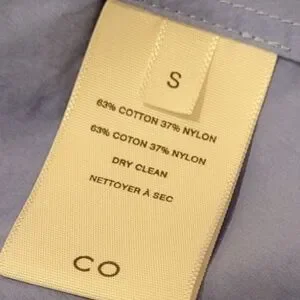 S
63% COTTON 37% NYLON
63% COTON 37% NYLON
DRY CLEAN
NETTOYER À SEC
CO